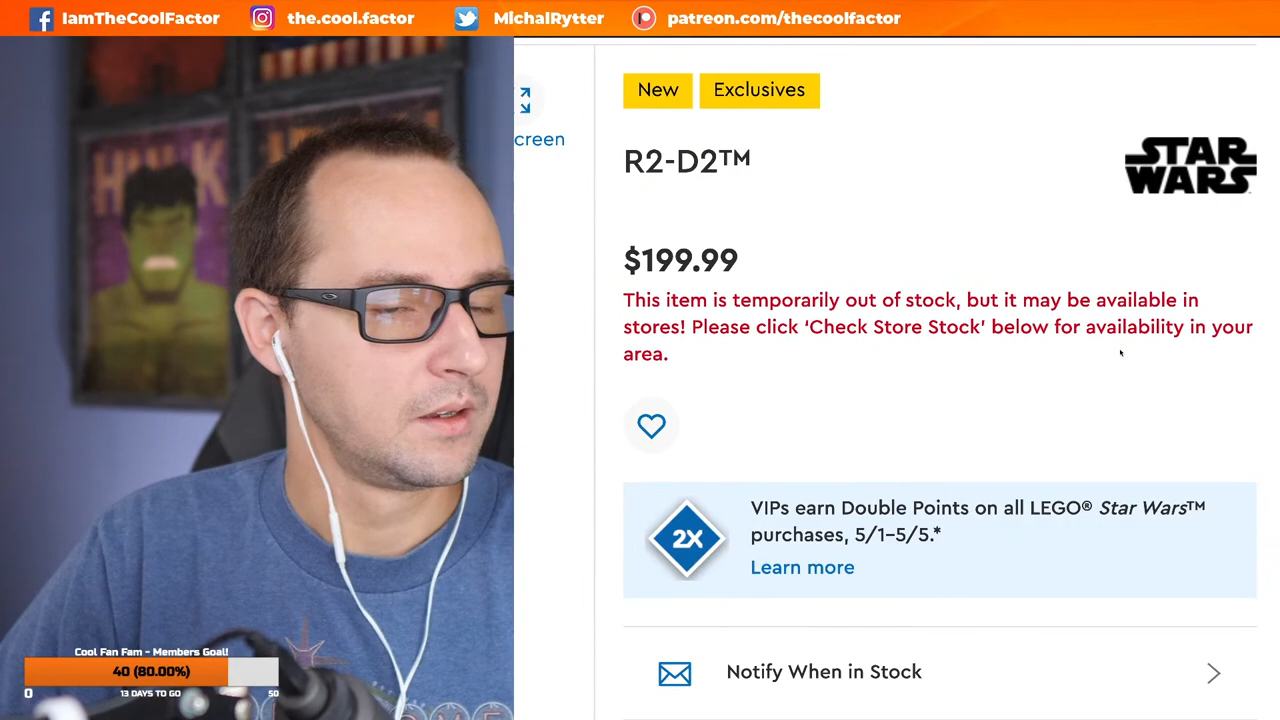 IamTheCoolFactor
the.cool.factor
MichalRytter
patreon.com/thecoolfactor
HULK
creen
New
Exclusives
R2-D2™
STAR
WARS
$199.99
This item is temporarily out of stock, but it may be available in
stores! Please click ‘Check Store Stock’ below for availability in your
area.
2X
VIPs earn Double Points on all LEGO® Star Wars™
purchases, 5/1–5/5.*
Learn more
Notify When in Stock
Cool Fan Fam - Members Goal!
40 (80.00%)
0
13 DAYS TO GO
50